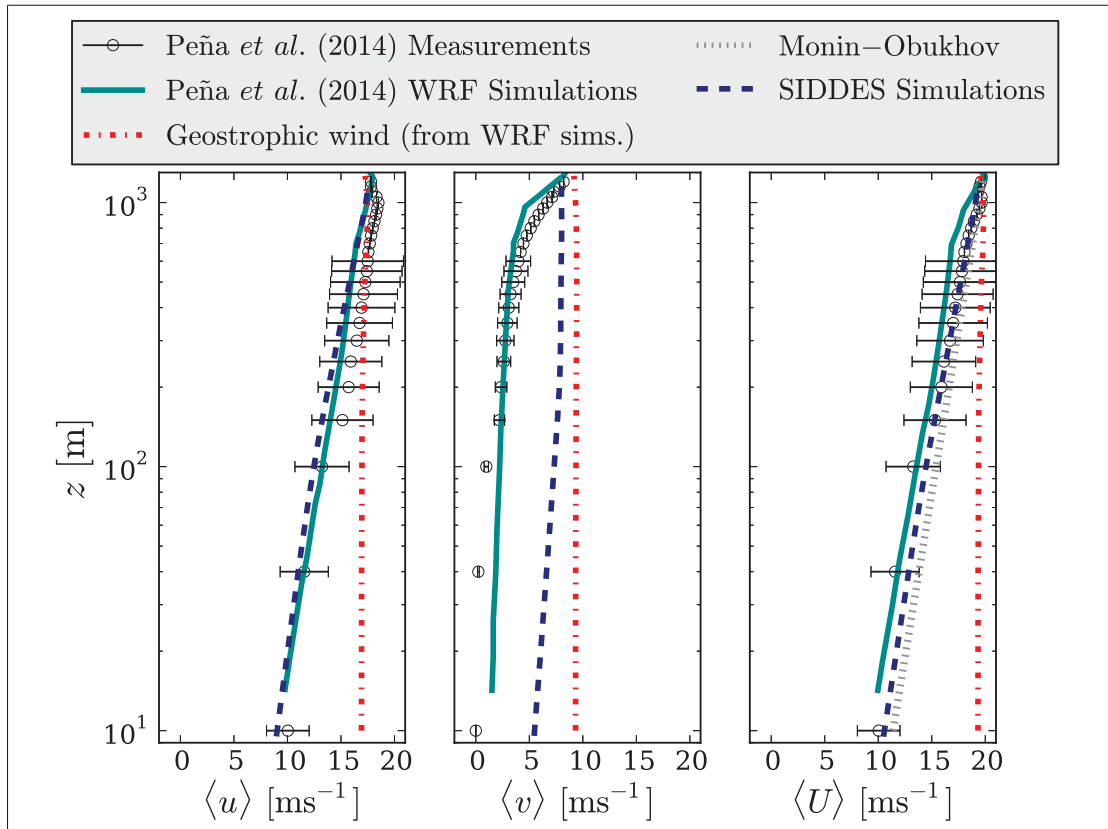 Peña et al. (2014) Measurements
Peña et al. (2014) WRF Simulations
Geostrophic wind (from WRF sims.)
Monin−Obukhov
SIDDES Simulations
z [m]
10³
10²
10¹
0 5 10 15 20
0 5 10 15 20
0 5 10 15 20
⟨u⟩ [ms⁻¹]
⟨v⟩ [ms⁻¹]
⟨U⟩ [ms⁻¹]